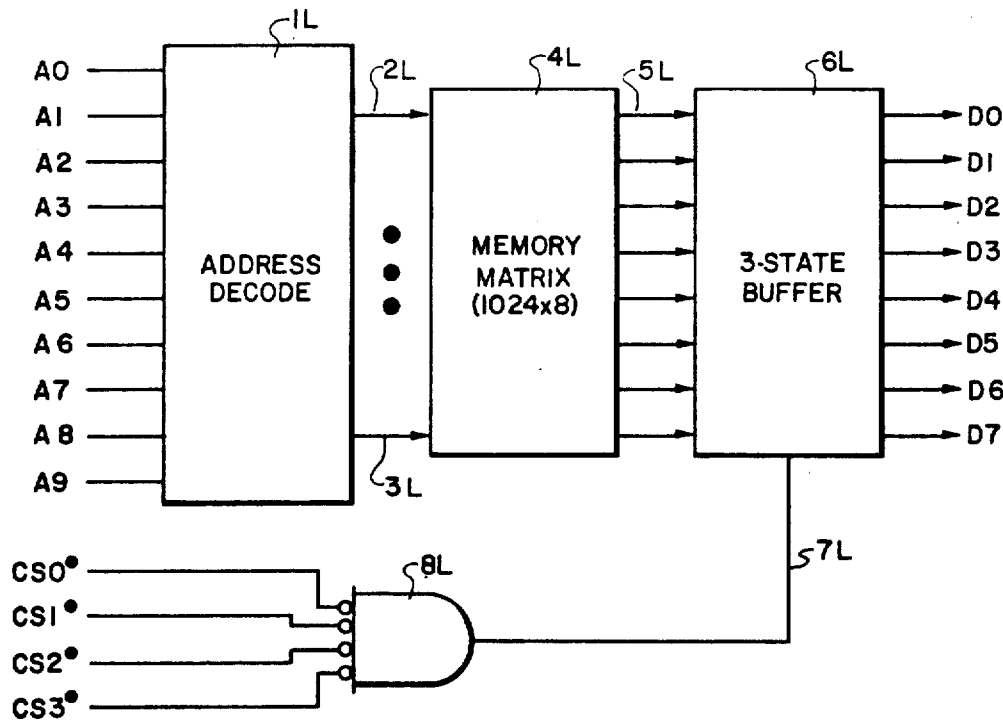 1L
A0
A1
A2
A3
A4
A5
A6
A7
A8
A9
ADDRESS
DECODE
2L
3L
4L
MEMORY
MATRIX
(1024x8)
5L
6L
3-STATE
BUFFER
D0
D1
D2
D3
D4
D5
D6
D7
7L
CS0•
CS1•
CS2•
CS3•
8L